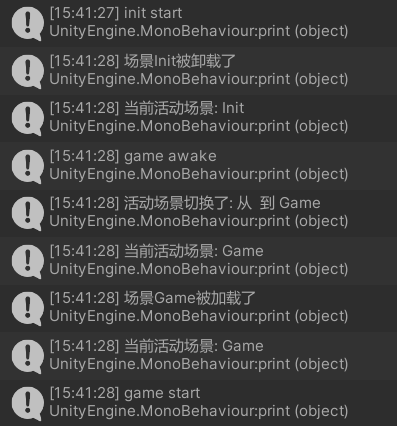 [15:41:27] init start
UnityEngine.MonoBehaviour:print (object)
[15:41:28] 场景Init被卸载了
UnityEngine.MonoBehaviour:print (object)
[15:41:28] 当前活动场景: Init
UnityEngine.MonoBehaviour:print (object)
[15:41:28] game awake
UnityEngine.MonoBehaviour:print (object)
[15:41:28] 活动场景切换了: 从  到 Game
UnityEngine.MonoBehaviour:print (object)
[15:41:28] 当前活动场景: Game
UnityEngine.MonoBehaviour:print (object)
[15:41:28] 场景Game被加载了
UnityEngine.MonoBehaviour:print (object)
[15:41:28] 当前活动场景: Game
UnityEngine.MonoBehaviour:print (object)
[15:41:28] game start
UnityEngine.MonoBehaviour:print (object)